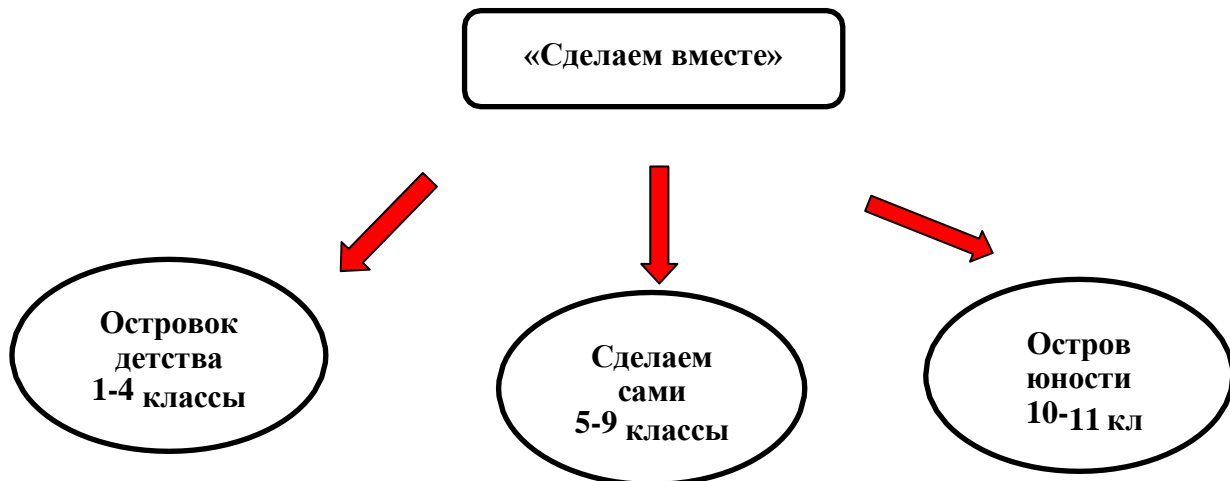 «Сделаем вместе»
Островок
детства
1-4 классы
Сделаем
сами
5-9 классы
Остров
юности
10-11 кл